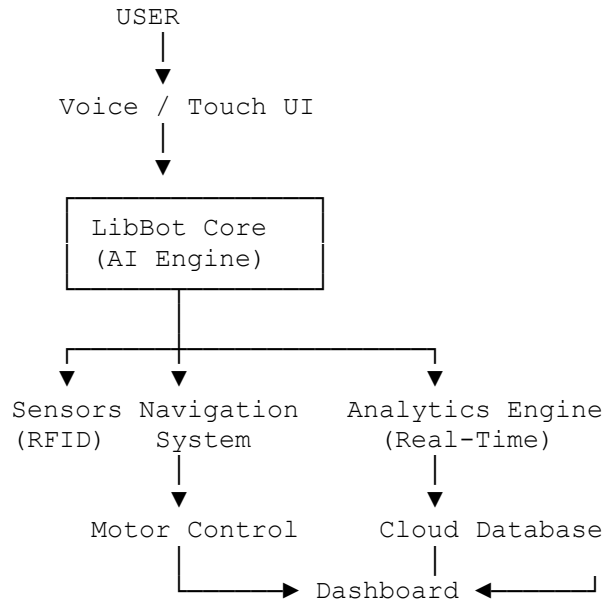 USER
Voice / Touch UI
LibBot Core
(AI Engine)
Sensors Navigation Analytics Engine
(RFID) System (Real-Time)
Motor Control Cloud Database
Dashboard